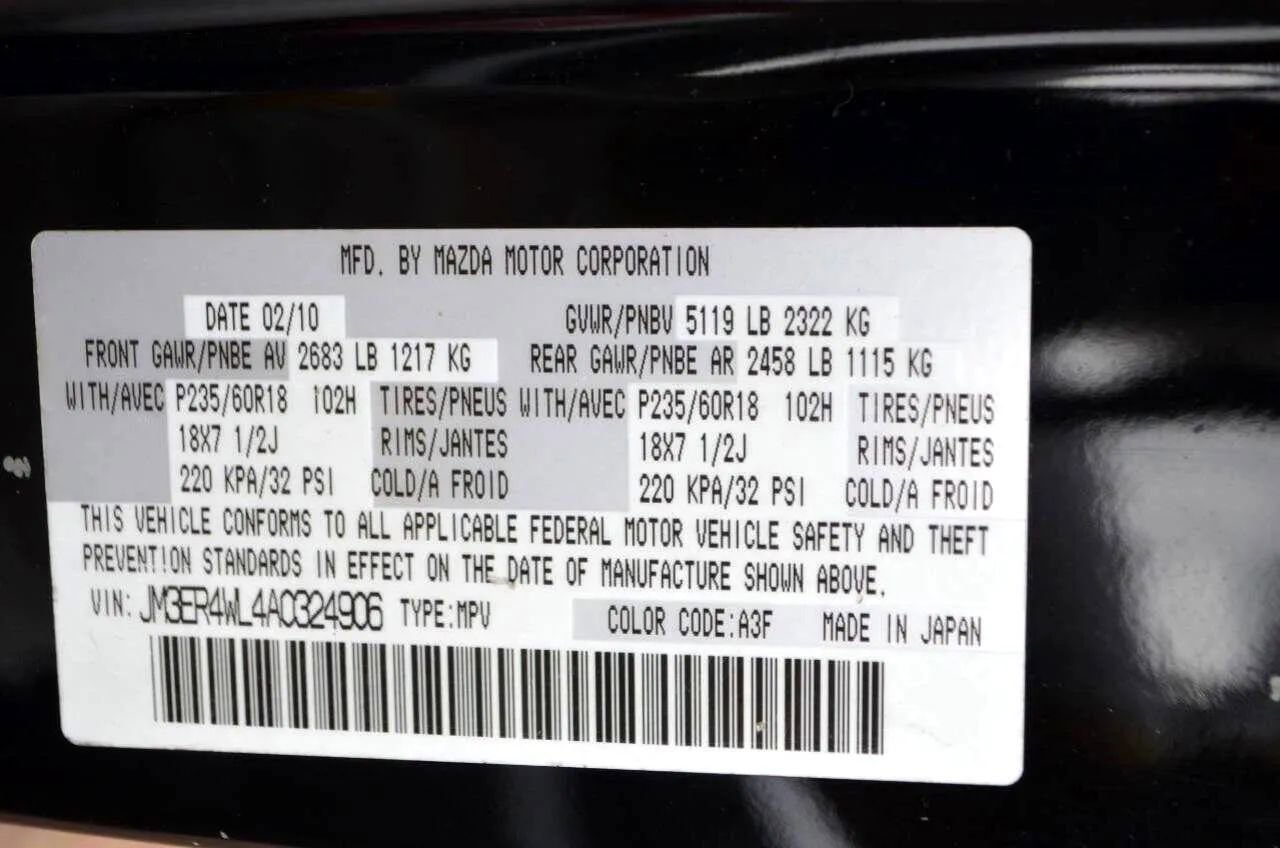 MFD. BY MAZDA MOTOR CORPORATION
DATE 02/10 GVWR/PNBV 5119 LB 2322 KG
FRONT GAWR/PNBE AV 2683 LB 1217 KG REAR GAWR/PNBE AR 2458 LB 1115 KG
WITH/AVEC P235/60R18 102H TIRES/PNEUS WITH/AVEC P235/60R18 102H TIRES/PNEUS
18X7 1/2J RIMS/JANTES 18X7 1/2J RIMS/JANTES
220 KPA/32 PSI COLD/A FROID 220 KPA/32 PSI COLD/A FROID
THIS VEHICLE CONFORMS TO ALL APPLICABLE FEDERAL MOTOR VEHICLE SAFETY AND THEFT
PREVENTION STANDARDS IN EFFECT ON THE DATE OF MANUFACTURE SHOWN ABOVE.
VIN: JM3ER4WL4A0324906 TYPE:MPV COLOR CODE:A3F MADE IN JAPAN